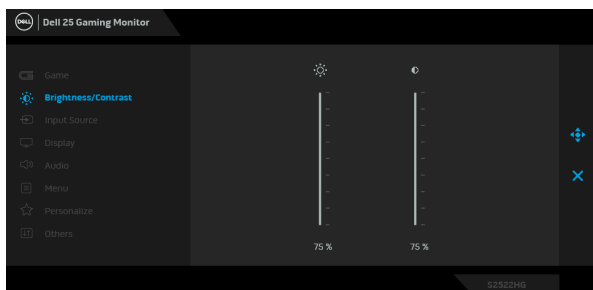 DELL Dell 25 Gaming Monitor
Game
Brightness/Contrast
Input Source
Display
Audio
Menu
Personalize
Others
75 % 75 %
S2522HG